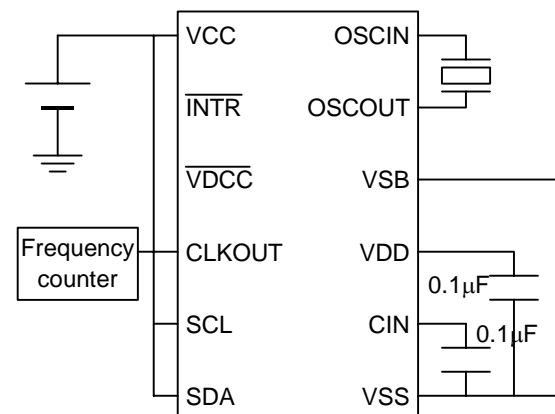 VCC OSCIN
INTR OSCOUT
VDCC VSB
Frequency
counter
CLKOUT VDD
0.1μF
SCL CIN
0.1μF
SDA VSS